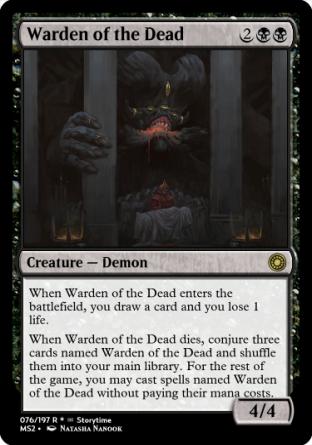 Warden of the Dead 2
Creature — Demon
When Warden of the Dead enters the
battlefield, you draw a card and you lose 1
life.
When Warden of the Dead dies, conjure three
cards named Warden of the Dead and shuffle
them into your main library. For the rest
of the game, you may cast spells named Warden
of the Dead without paying their mana costs.
4/4
076/197 R * — Storytime
MS2 • Natasha Nanook